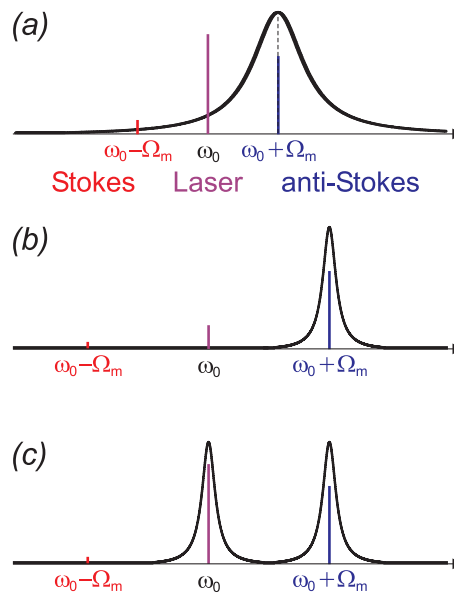 (a)
ω₀−Ωₘ ω₀ ω₀+Ωₘ
Stokes Laser anti-Stokes
(b)
ω₀−Ωₘ ω₀ ω₀+Ωₘ
(c)
ω₀−Ωₘ ω₀ ω₀+Ωₘ